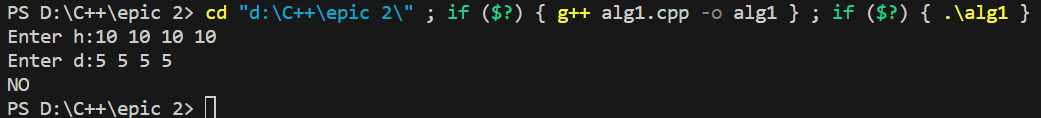 PS D:\C++\epic 2> cd "d:\C++\epic 2\" ; if ($?) { g++ alg1.cpp -o alg1 } ; if ($?) { .\alg1 }
Enter h:10 10 10 10
Enter d:5 5 5 5
NO
PS D:\C++\epic 2>